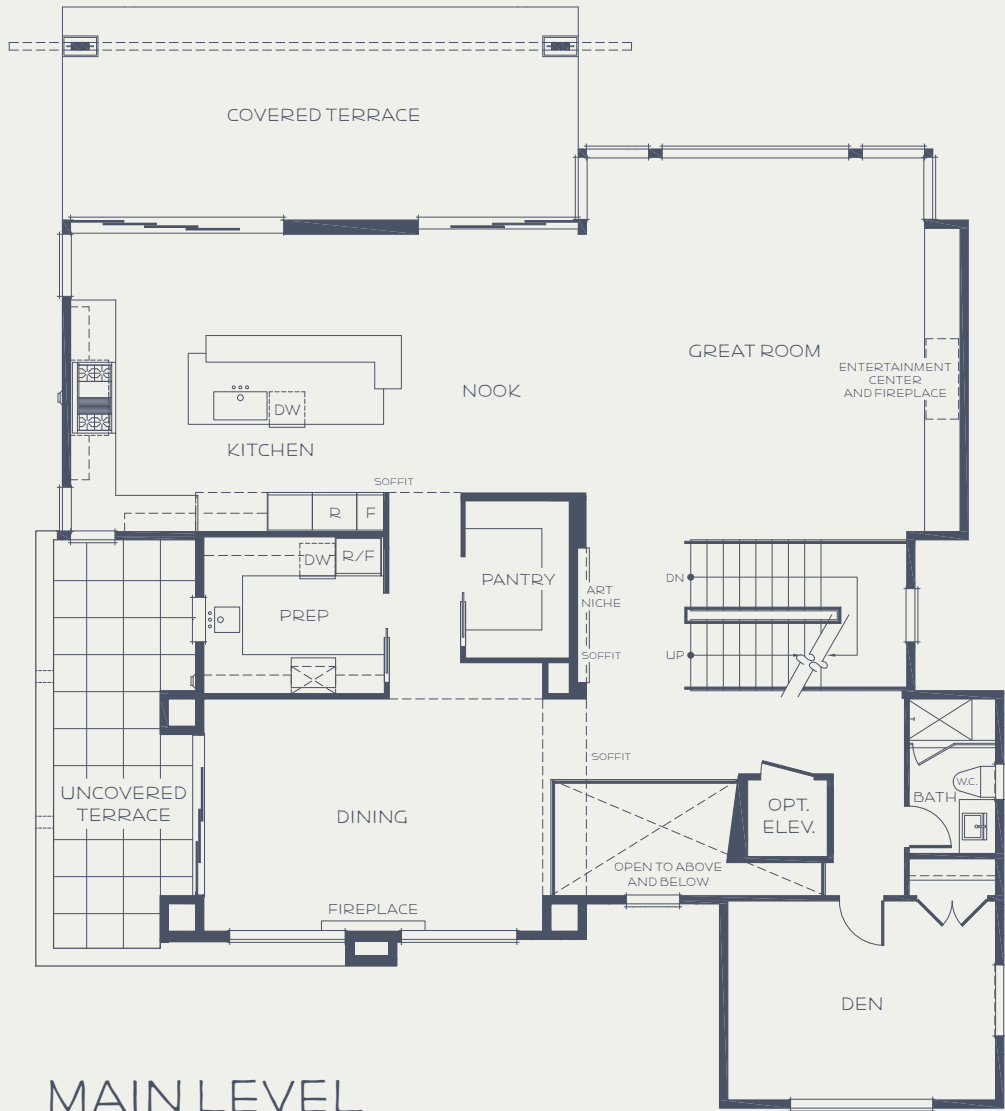 COVERED TERRACE
GREAT ROOM
ENTERTAINMENT
CENTER
AND FIREPLACE
NOOK
DW
KITCHEN
SOFFIT
R
F
DW
R/F
PREP
PANTRY
ART
NICHE
SOFFIT
DN
UP
SOFFIT
UNCOVERED
TERRACE
DINING
OPT.
ELEV.
W.C.
BATH
OPEN TO ABOVE
AND BELOW
FIREPLACE
DEN
MAIN LEVEL